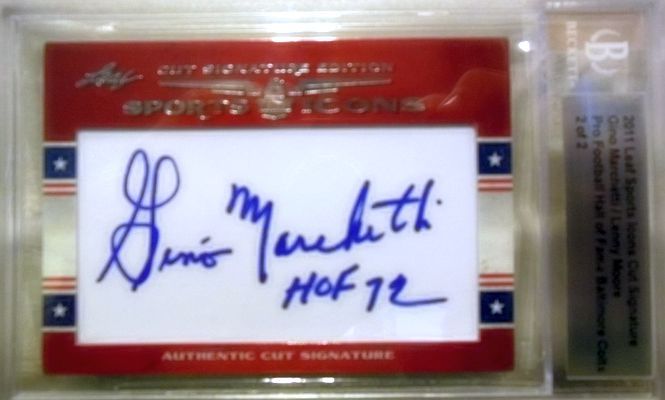 Leaf
CUT SIGNATURE EDITION
SPORTS ICONS
Gino Marchetti
HOF 72
AUTHENTIC CUT SIGNATURE
BECKETT
B
2011 Leaf Sports Icons Cut Signature
Gino Marchetti / Lenny Moore
Pro Football Hall of Fame Baltimore Colts
2 of 2